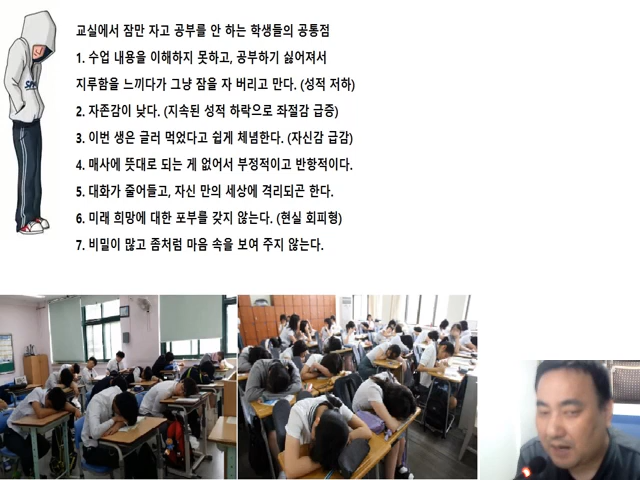 교실에서 잠만 자고 공부를 안 하는 학생들의 공통점
1. 수업 내용을 이해하지 못하고, 공부하기 싫어져서
지루함을 느끼다가 그냥 잠을 자 버리고 만다. (성적 저하)
2. 자존감이 낮다. (지속된 성적 하락으로 좌절감 급증)
3. 이번 생은 글러 먹었다고 쉽게 체념한다. (자신감 급감)
4. 매사에 뜻대로 되는 게 없어서 부정적이고 반항적이다.
5. 대화가 줄어들고, 자신 만의 세상에 격리되곤 한다.
6. 미래 희망에 대한 포부를 갖지 않는다. (현실 회피형)
7. 비밀이 많고 좀처럼 마음 속을 보여 주지 않는다.